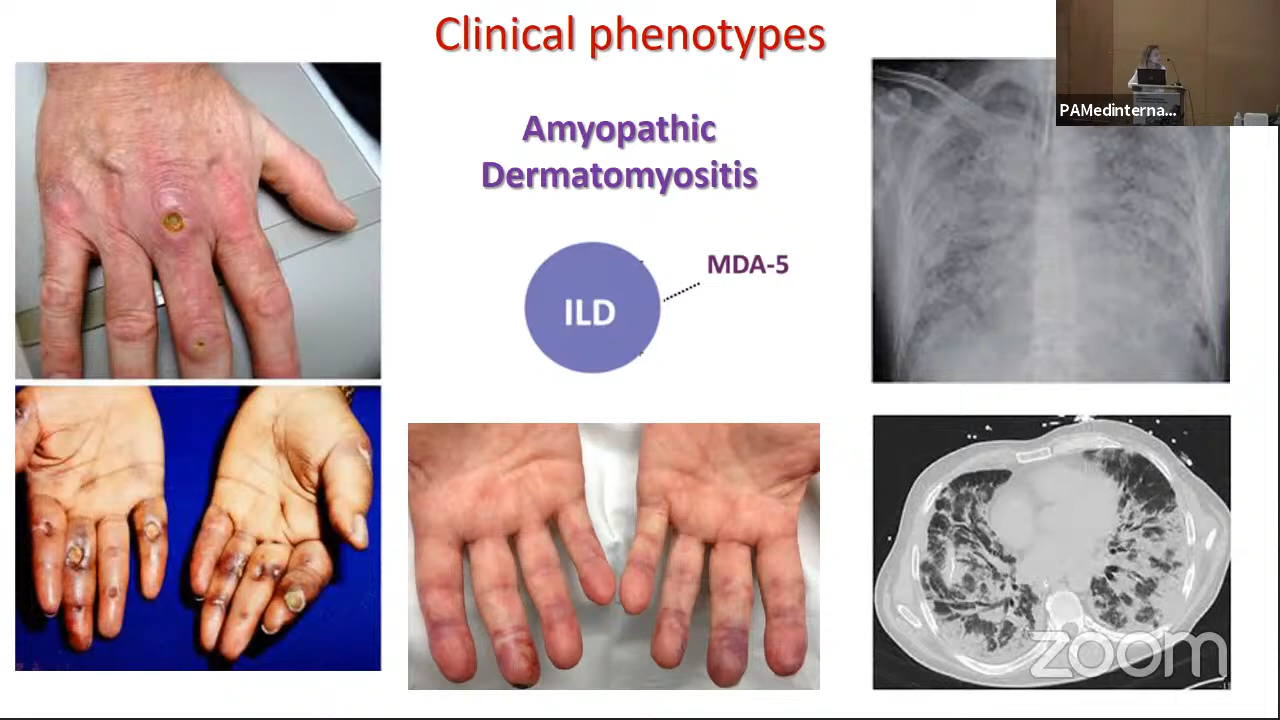 Clinical phenotypes
PAMedinterna...
Amyopathic
Dermatomyositis
MDA-5
ILD
zoom